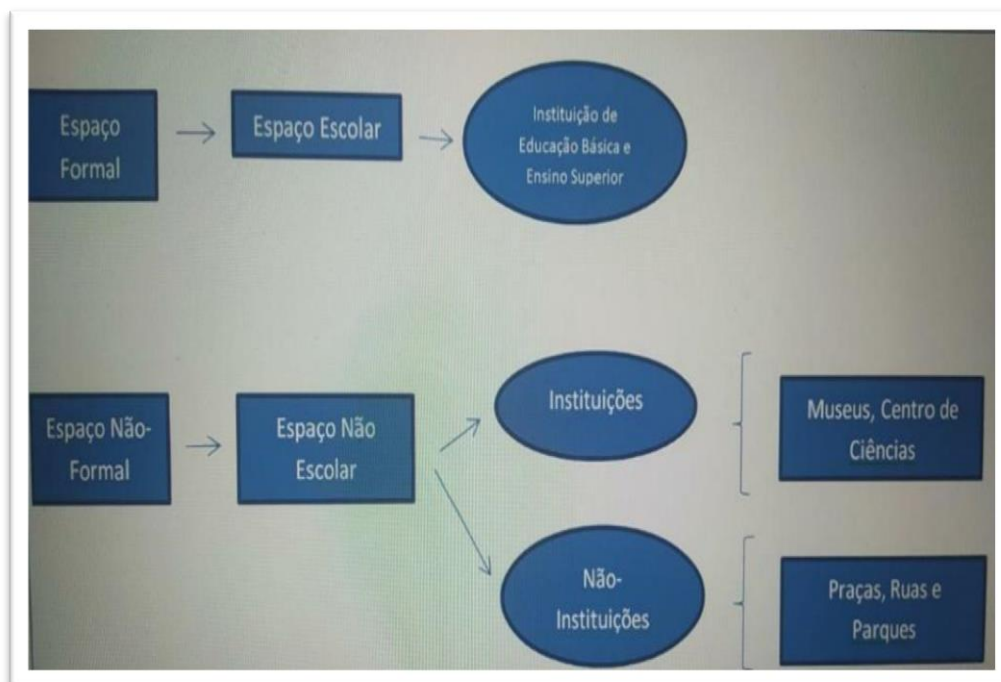 Espaço
Formal
Espaço Escolar
Instituição de
Educação Básica e
Ensino Superior
Espaço Não-
Formal
Espaço Não
Escolar
Instituições
Museus, Centro de
Ciências
Não-
Instituições
Praças, Ruas e
Parques